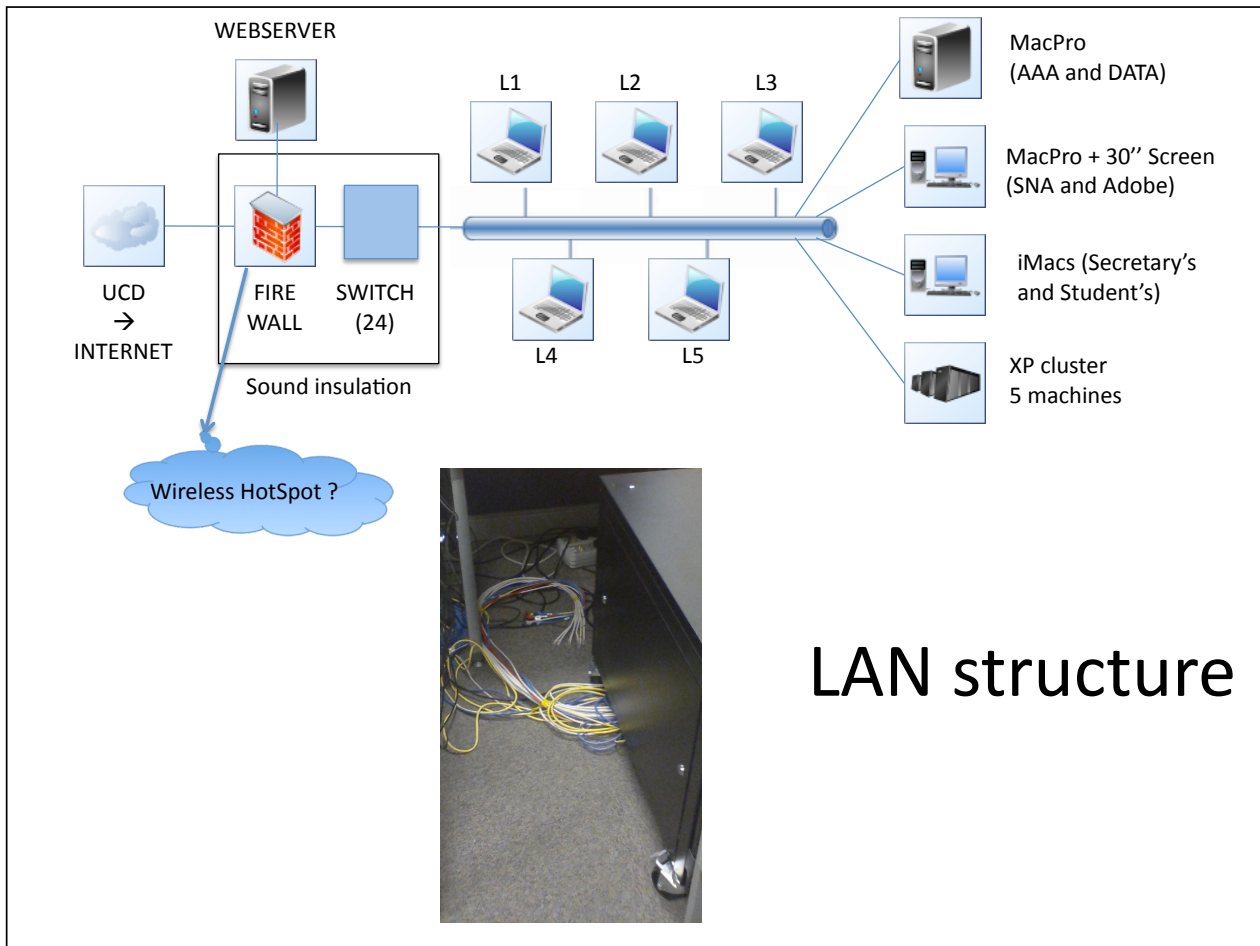 WEBSERVER
L1
L2
L3
MacPro
(AAA and DATA)
MacPro + 30’’ Screen
(SNA and Adobe)
iMacs (Secretary’s
and Student’s)
XP cluster
5 machines
UCD
→
INTERNET
FIRE
WALL
SWITCH
(24)
L4
L5
Sound insulation
Wireless HotSpot ?
LAN structure